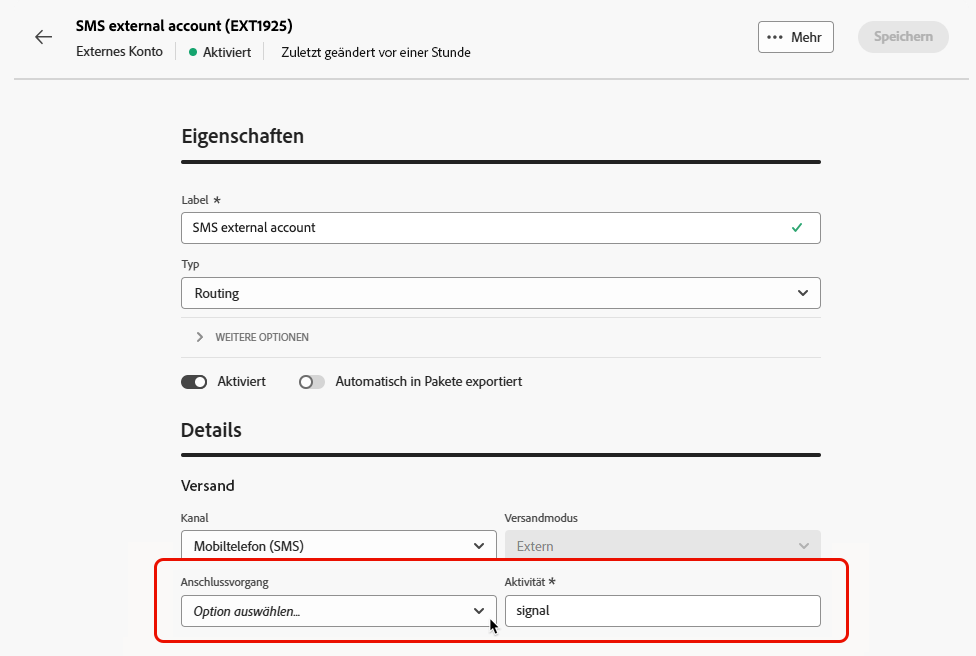 SMS external account (EXT1925)
Externes Konto Aktiviert Zuletzt geändert vor einer Stunde
Mehr Speichern
Eigenschaften
Label *
SMS external account
Typ
Routing
WEITERE OPTIONEN
Aktiviert Automatisch in Pakete exportiert
Details
Versand
Kanal Versandmodus
Mobiltelefon (SMS) Extern
Anschlussvorgang Aktivität *
Option auswählen... signal